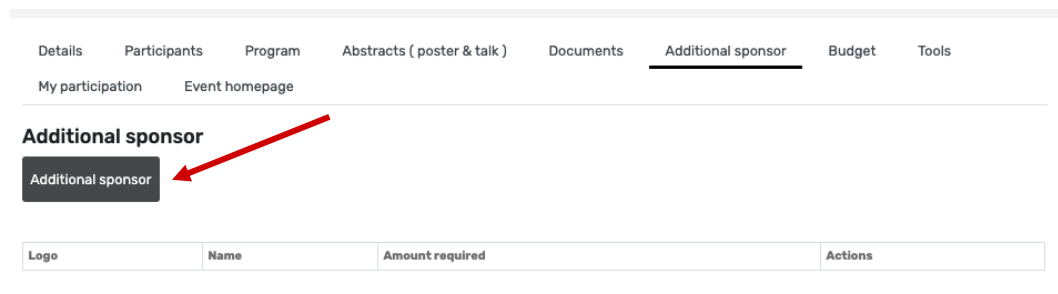 Details Participants Program Abstracts ( poster & talk ) Documents Additional sponsor Budget Tools
My participation Event homepage
Additional sponsor
Additional sponsor
Logo Name Amount required Actions